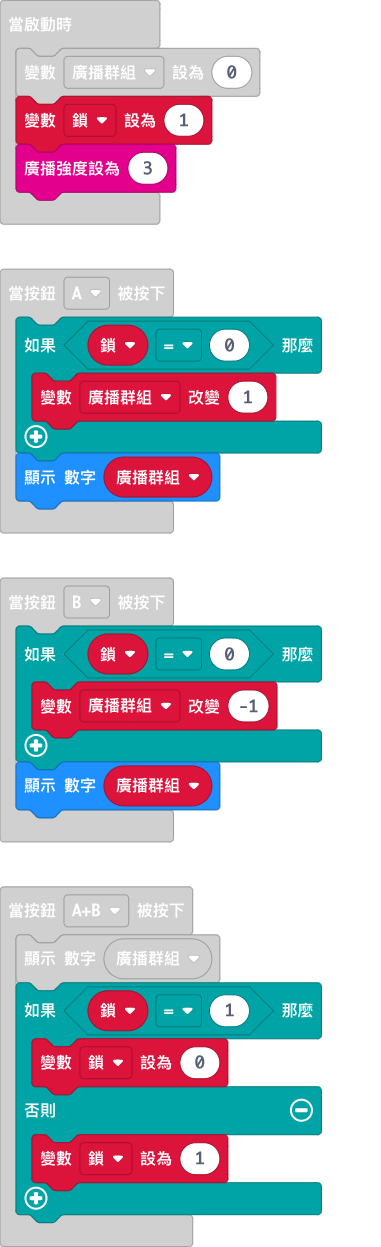 當啟動時
變數 廣播群組 設為 0
變數 鎖 設為 1
廣播強度設為 3
當按鈕 A 被按下
如果 鎖 = 0 那麼
變數 廣播群組 改變 1
顯示 數字 廣播群組
當按鈕 B 被按下
如果 鎖 = 0 那麼
變數 廣播群組 改變 -1
顯示 數字 廣播群組
當按鈕 A+B 被按下
顯示 數字 廣播群組
如果 鎖 = 1 那麼
變數 鎖 設為 0
否則
變數 鎖 設為 1